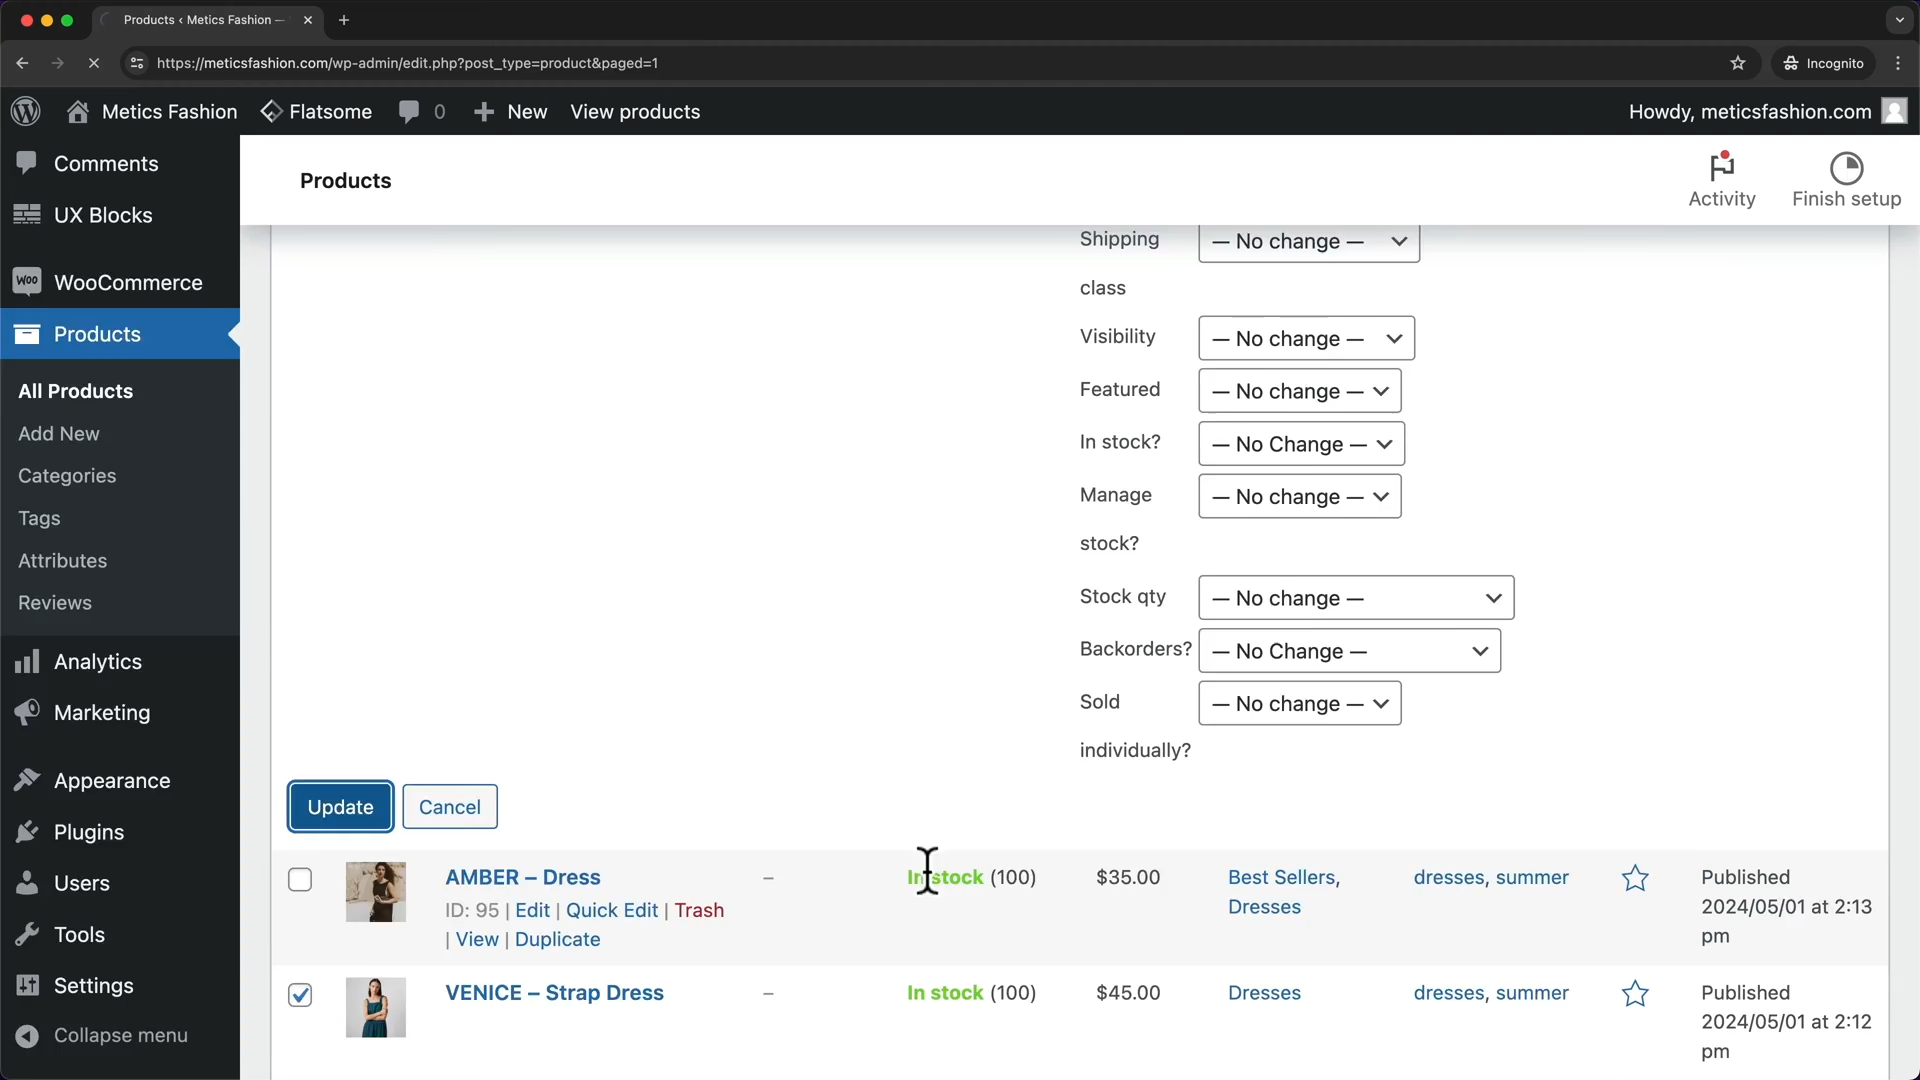 Products ‹ Metics Fashion —
https://meticsfashion.com/wp-admin/edit.php?post_type=product&paged=1
Incognito
Metics Fashion
Flatsome
0
New
View products
Howdy, meticsfashion.com
Comments
UX Blocks
WooCommerce
Products
All Products
Add New
Categories
Tags
Attributes
Reviews
Analytics
Marketing
Appearance
Plugins
Users
Tools
Settings
Collapse menu
Products
Activity
Finish setup
Shipping class — No change —
Visibility — No change —
Featured — No change —
In stock? — No Change —
Manage stock? — No change —
Stock qty — No change —
Backorders? — No Change —
Sold individually? — No change —
Update
Cancel
AMBER – Dress – In stock (100) $35.00 Best Sellers, dresses, summer Published
Dresses 2024/05/01 at 2:13
ID: 95 | Edit | Quick Edit | Trash
pm
| View | Duplicate
VENICE – Strap Dress – In stock (100) $45.00 Dresses dresses, summer Published
2024/05/01 at 2:12
pm